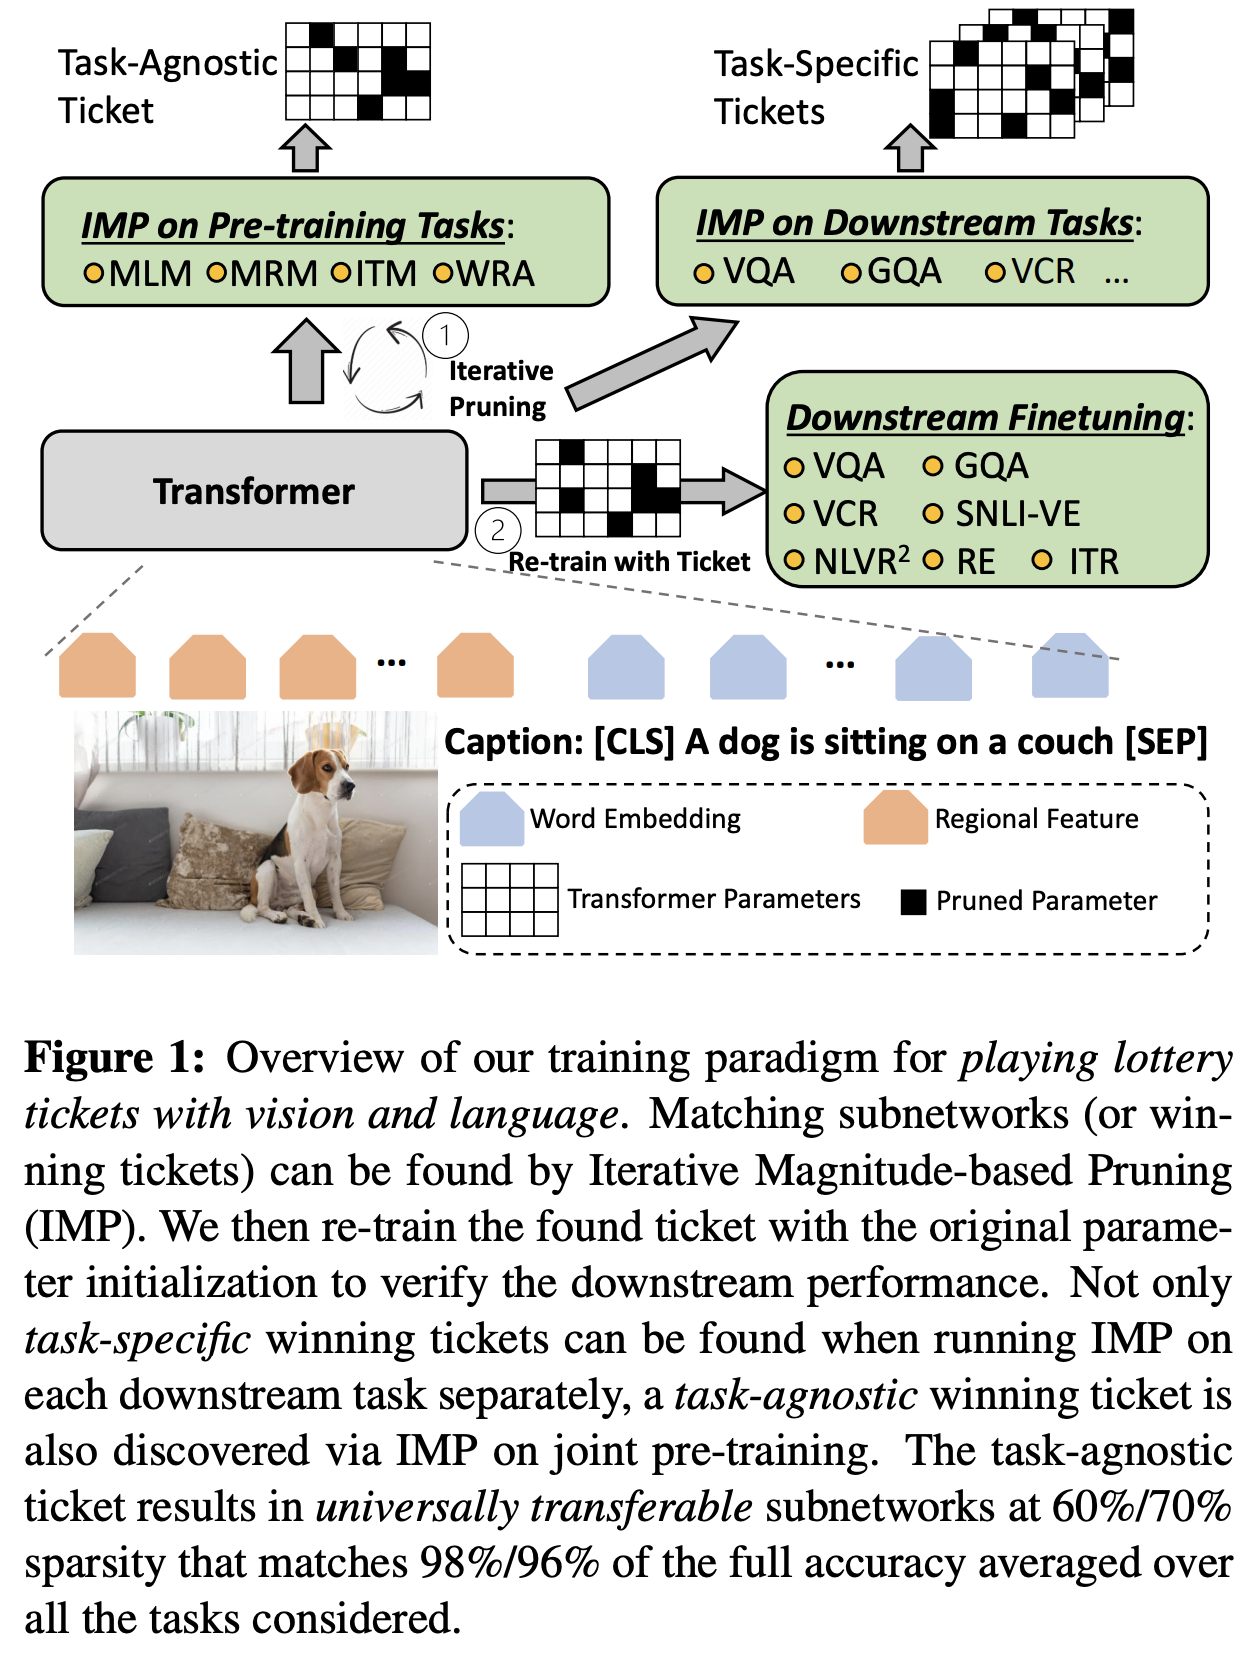 Task-Agnostic
Ticket
Task-Specific
Tickets
IMP on Pre-training Tasks:
MLM MRM ITM WRA
IMP on Downstream Tasks:
VQA GQA VCR ...
1
Iterative
Pruning
Transformer
2
Re-train with Ticket
Downstream Finetuning:
VQA GQA
VCR SNLI-VE
NLVR² RE ITR
...
...
Caption: [CLS] A dog is sitting on a couch [SEP]
Word Embedding
Regional Feature
Transformer Parameters
Pruned Parameter
Figure 1: Overview of our training paradigm for playing lottery
tickets with vision and language. Matching subnetworks (or win-
ning tickets) can be found by Iterative Magnitude-based Pruning
(IMP). We then re-train the found ticket with the original parame-
ter initialization to verify the downstream performance. Not only
task-specific winning tickets can be found when running IMP on
each downstream task separately, a task-agnostic winning ticket is
also discovered via IMP on joint pre-training. The task-agnostic
ticket results in universally transferable subnetworks at 60%/70%
sparsity that matches 98%/96% of the full accuracy averaged over
all the tasks considered.